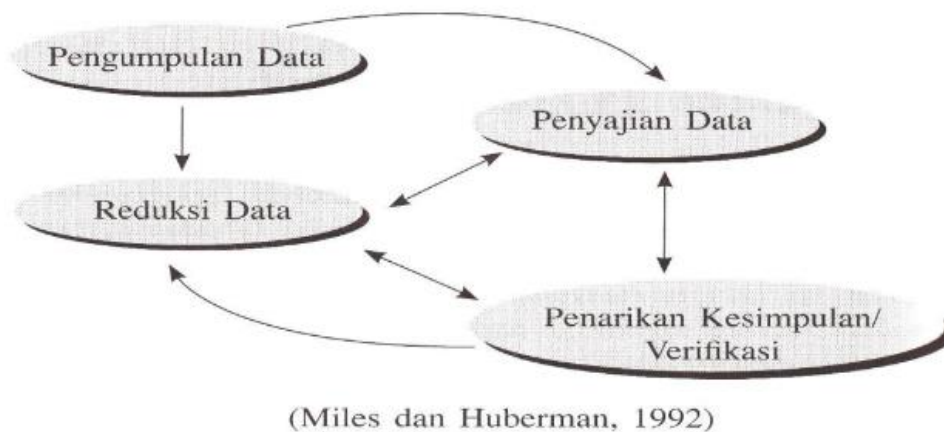 Pengumpulan Data
Penyajian Data
Reduksi Data
Penarikan Kesimpulan/
Verifikasi
(Miles dan Huberman, 1992)